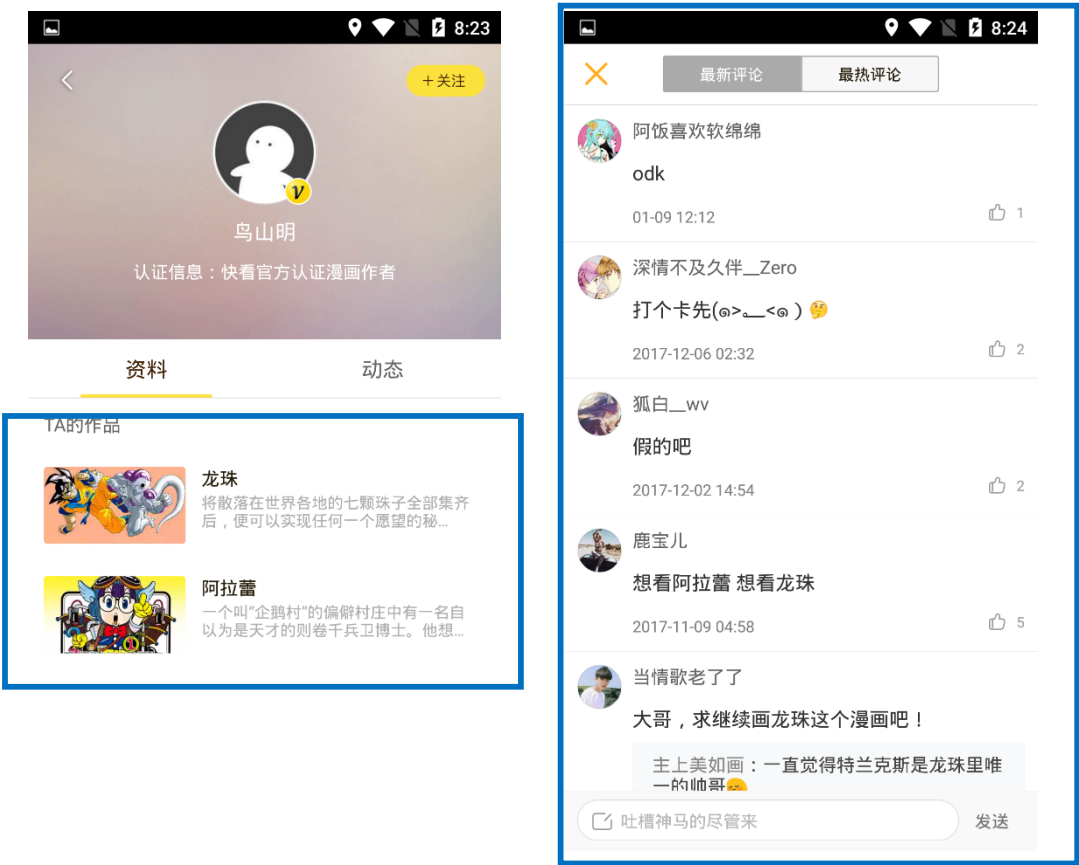 8:23
+关注
v
鸟山明
认证信息：快看官方认证漫画作者
资料
动态
TA的作品
龙珠
将散落在世界各地的七颗珠子全部集齐
后，便可以实现任何一个愿望的秘...
阿拉蕾
一个叫“企鹅村”的偏僻村庄中有一名自
以为是天才的则卷千兵卫博士。他想...
8:24
最新评论
最热评论
阿饭喜欢软绵绵
odk
01-09 12:12
1
深情不及久伴__Zero
打个卡先(๑>؂<๑）🤔
2017-12-06 02:32
2
狐白__wv
假的吧
2017-12-02 14:54
2
鹿宝儿
想看阿拉蕾 想看龙珠
2017-11-09 04:58
5
当情歌老了了
大哥，求继续画龙珠这个漫画吧！
主上美如画：一直觉得特兰克斯是龙珠里唯
一的帅哥
吐槽神马的尽管来
发送